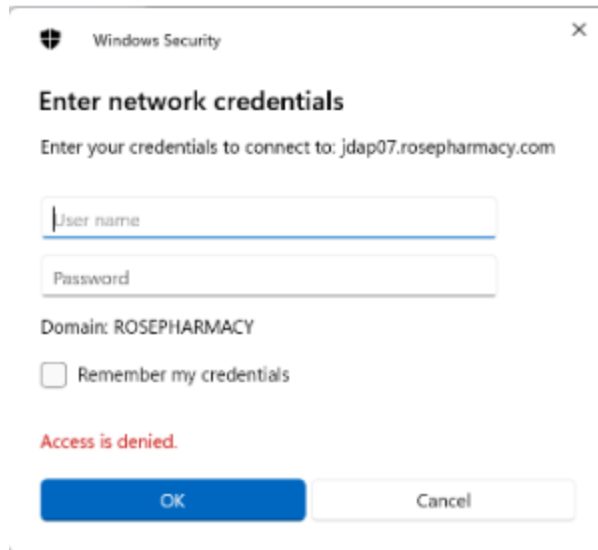 Windows Security
Enter network credentials
Enter your credentials to connect to: jdap07.rosepharmacy.com
User name
Password
Domain: ROSEPHARMACY
Remember my credentials
Access is denied.
OK
Cancel